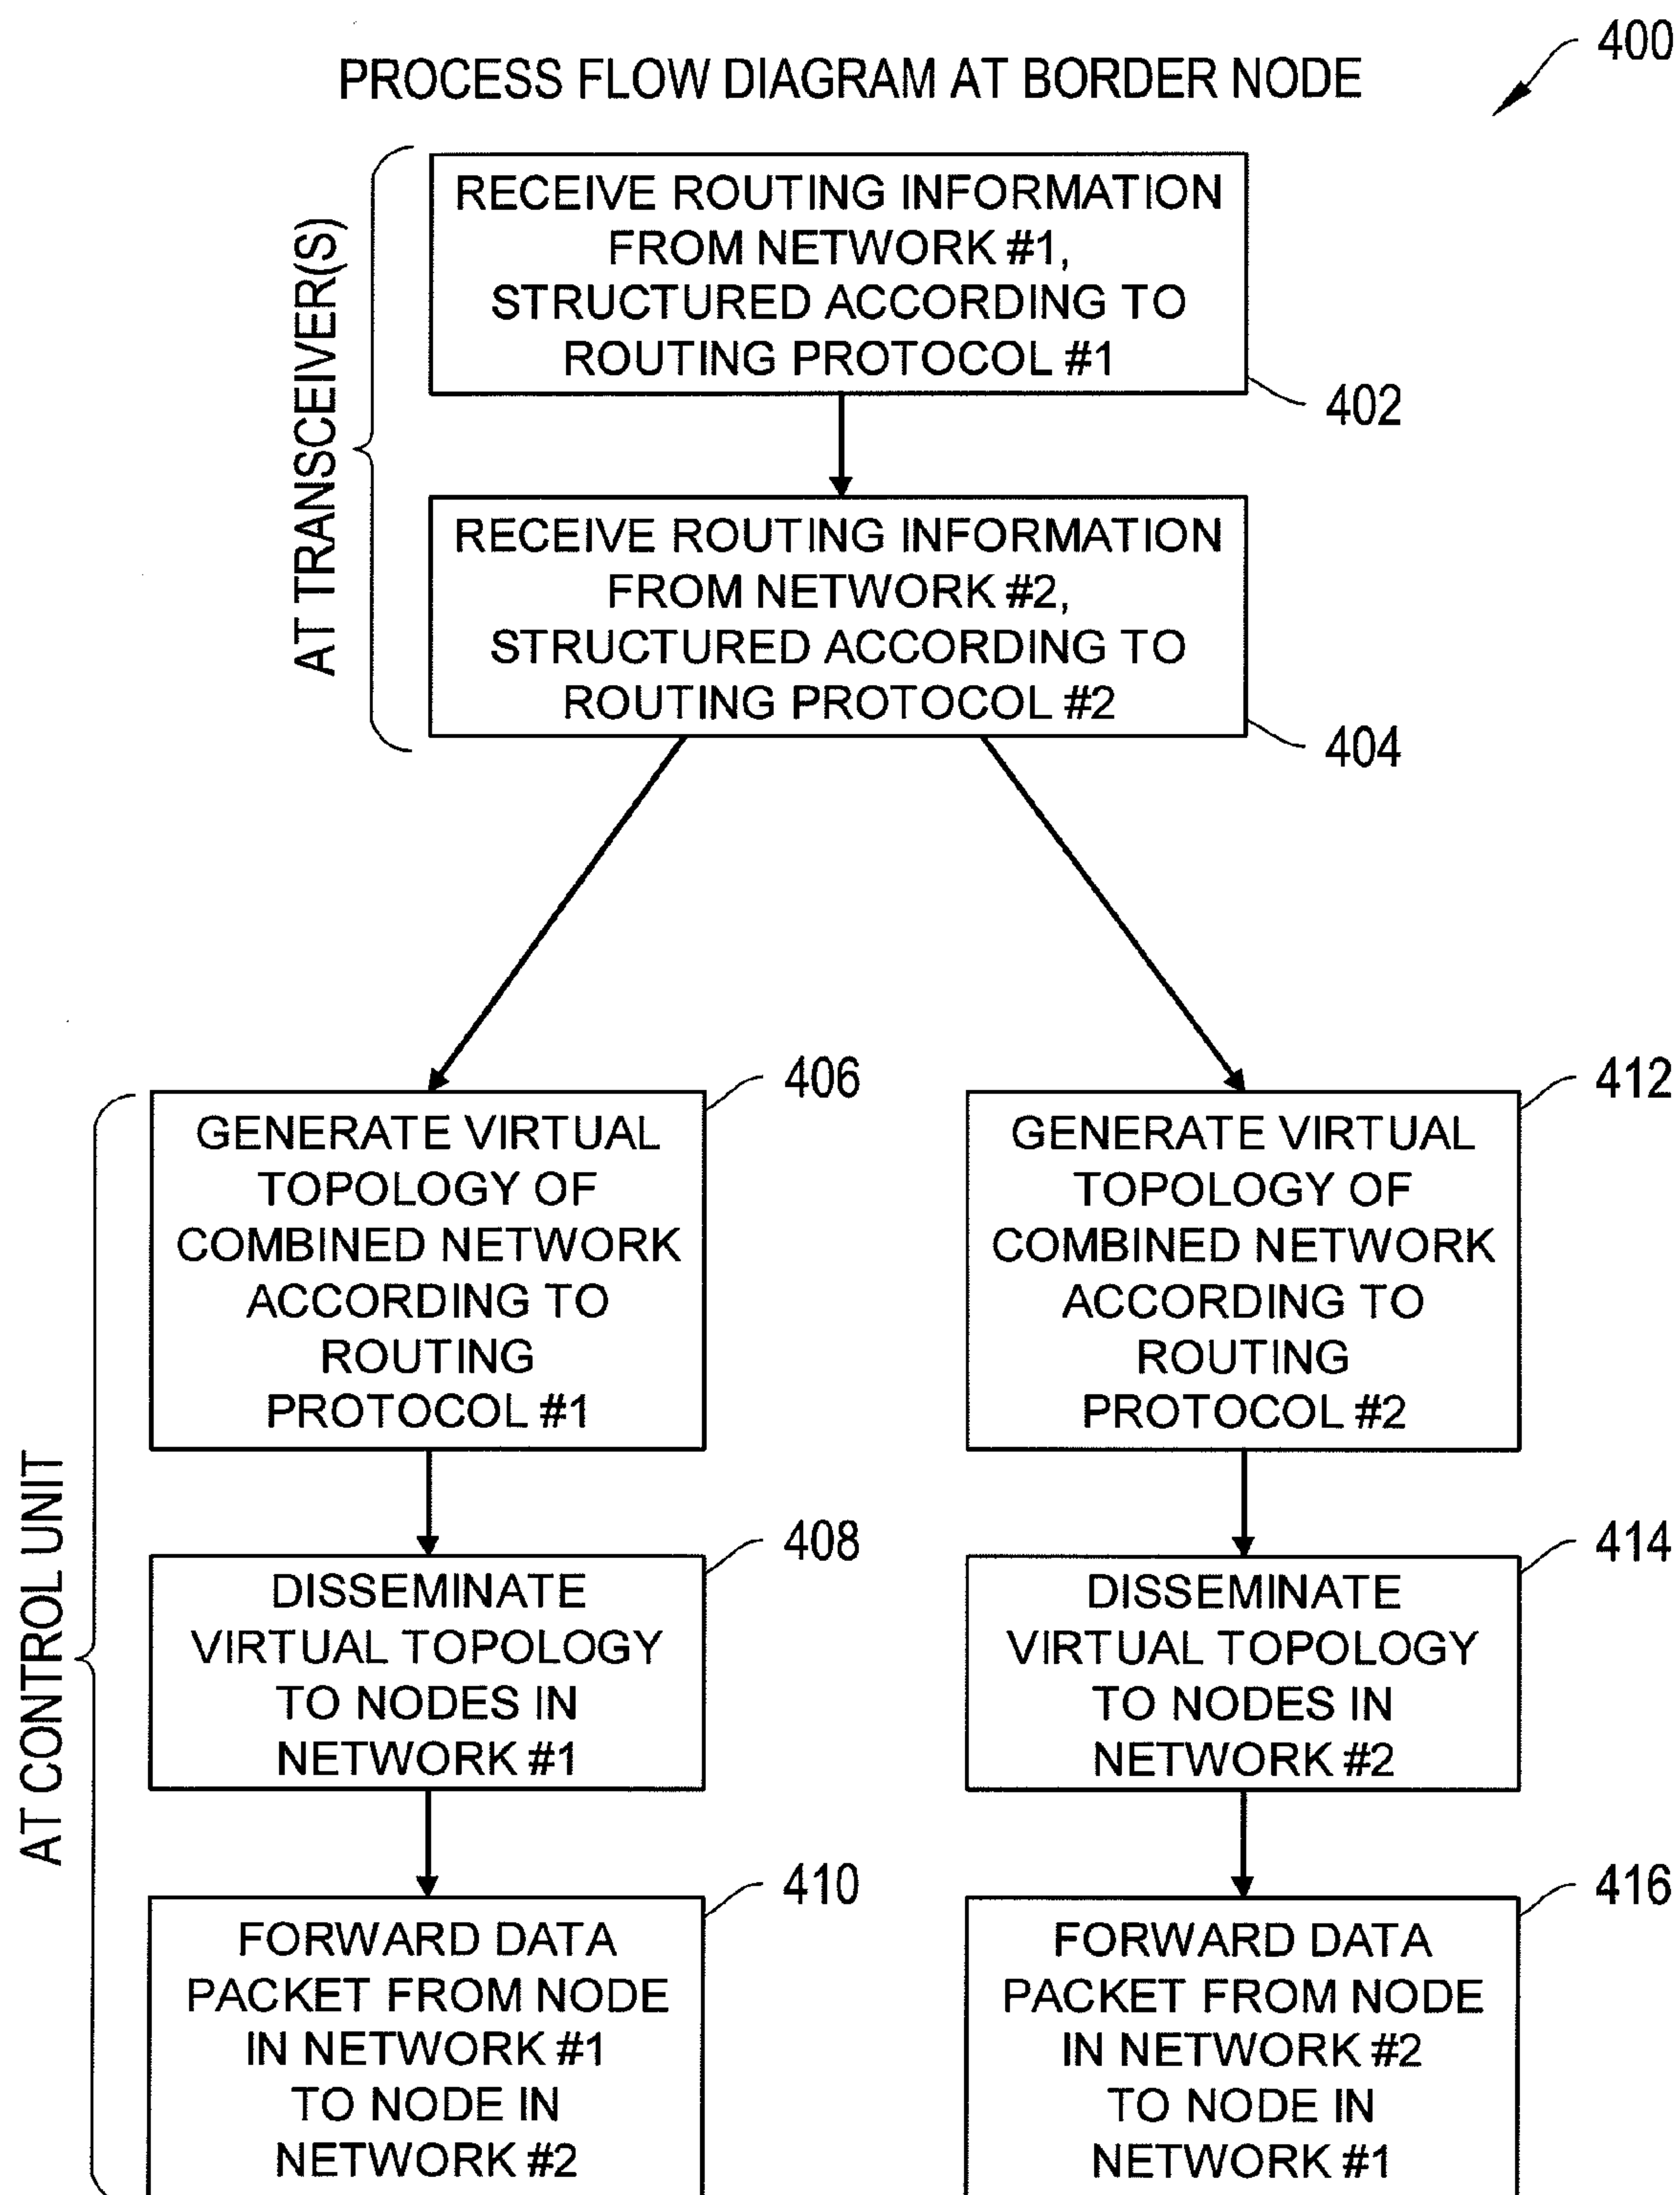 400
PROCESS FLOW DIAGRAM AT BORDER NODE
AT TRANSCEIVER(S)
RECEIVE ROUTING INFORMATION
FROM NETWORK #1,
STRUCTURED ACCORDING TO
ROUTING PROTOCOL #1
402
RECEIVE ROUTING INFORMATION
FROM NETWORK #2,
STRUCTURED ACCORDING TO
ROUTING PROTOCOL #2
404
AT CONTROL UNIT
406
GENERATE VIRTUAL
TOPOLOGY OF
COMBINED NETWORK
ACCORDING TO
ROUTING
PROTOCOL #1
408
DISSEMINATE
VIRTUAL TOPOLOGY
TO NODES IN
NETWORK #1
410
FORWARD DATA
PACKET FROM NODE
IN NETWORK #1
TO NODE IN
NETWORK #2
412
GENERATE VIRTUAL
TOPOLOGY OF
COMBINED NETWORK
ACCORDING TO
ROUTING
PROTOCOL #2
414
DISSEMINATE
VIRTUAL TOPOLOGY
TO NODES IN
NETWORK #2
416
FORWARD DATA
PACKET FROM NODE
IN NETWORK #2
TO NODE IN
NETWORK #1